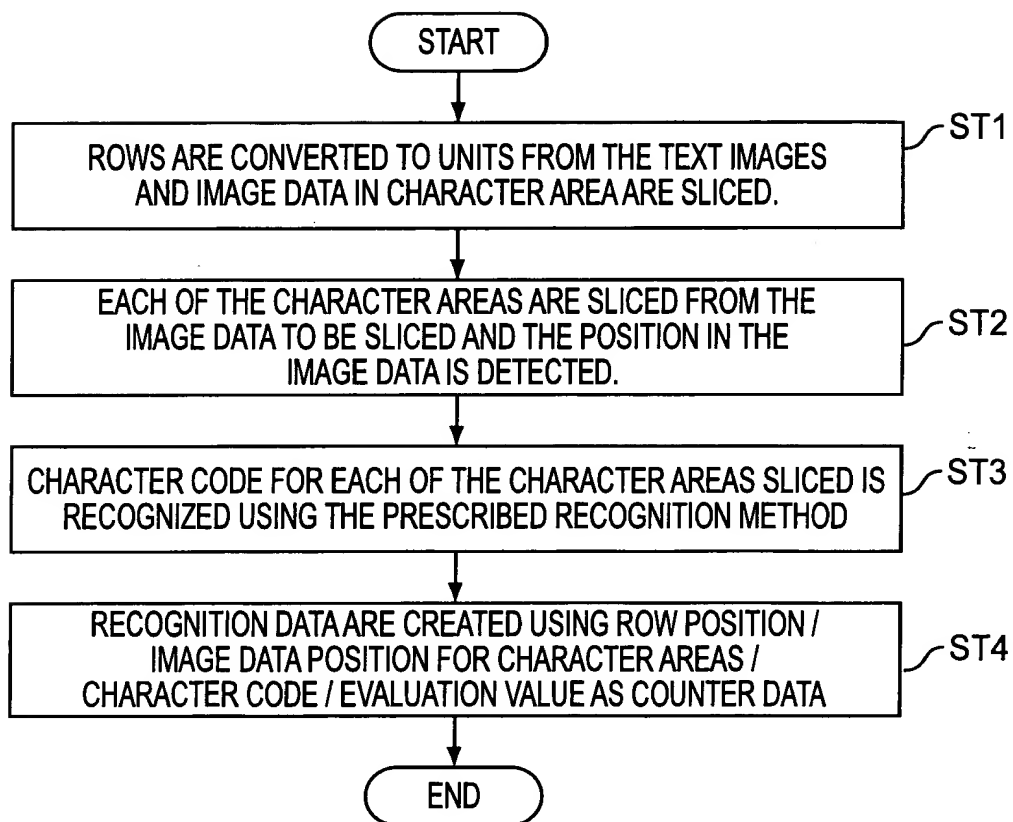 START
ROWS ARE CONVERTED TO UNITS FROM THE TEXT IMAGES
AND IMAGE DATA IN CHARACTER AREA ARE SLICED.
ST1
EACH OF THE CHARACTER AREAS ARE SLICED FROM THE
IMAGE DATA TO BE SLICED AND THE POSITION IN THE
IMAGE DATA IS DETECTED.
ST2
CHARACTER CODE FOR EACH OF THE CHARACTER AREAS SLICED IS
RECOGNIZED USING THE PRESCRIBED RECOGNITION METHOD
ST3
RECOGNITION DATA ARE CREATED USING ROW POSITION /
IMAGE DATA POSITION FOR CHARACTER AREAS /
CHARACTER CODE / EVALUATION VALUE AS COUNTER DATA
ST4
END